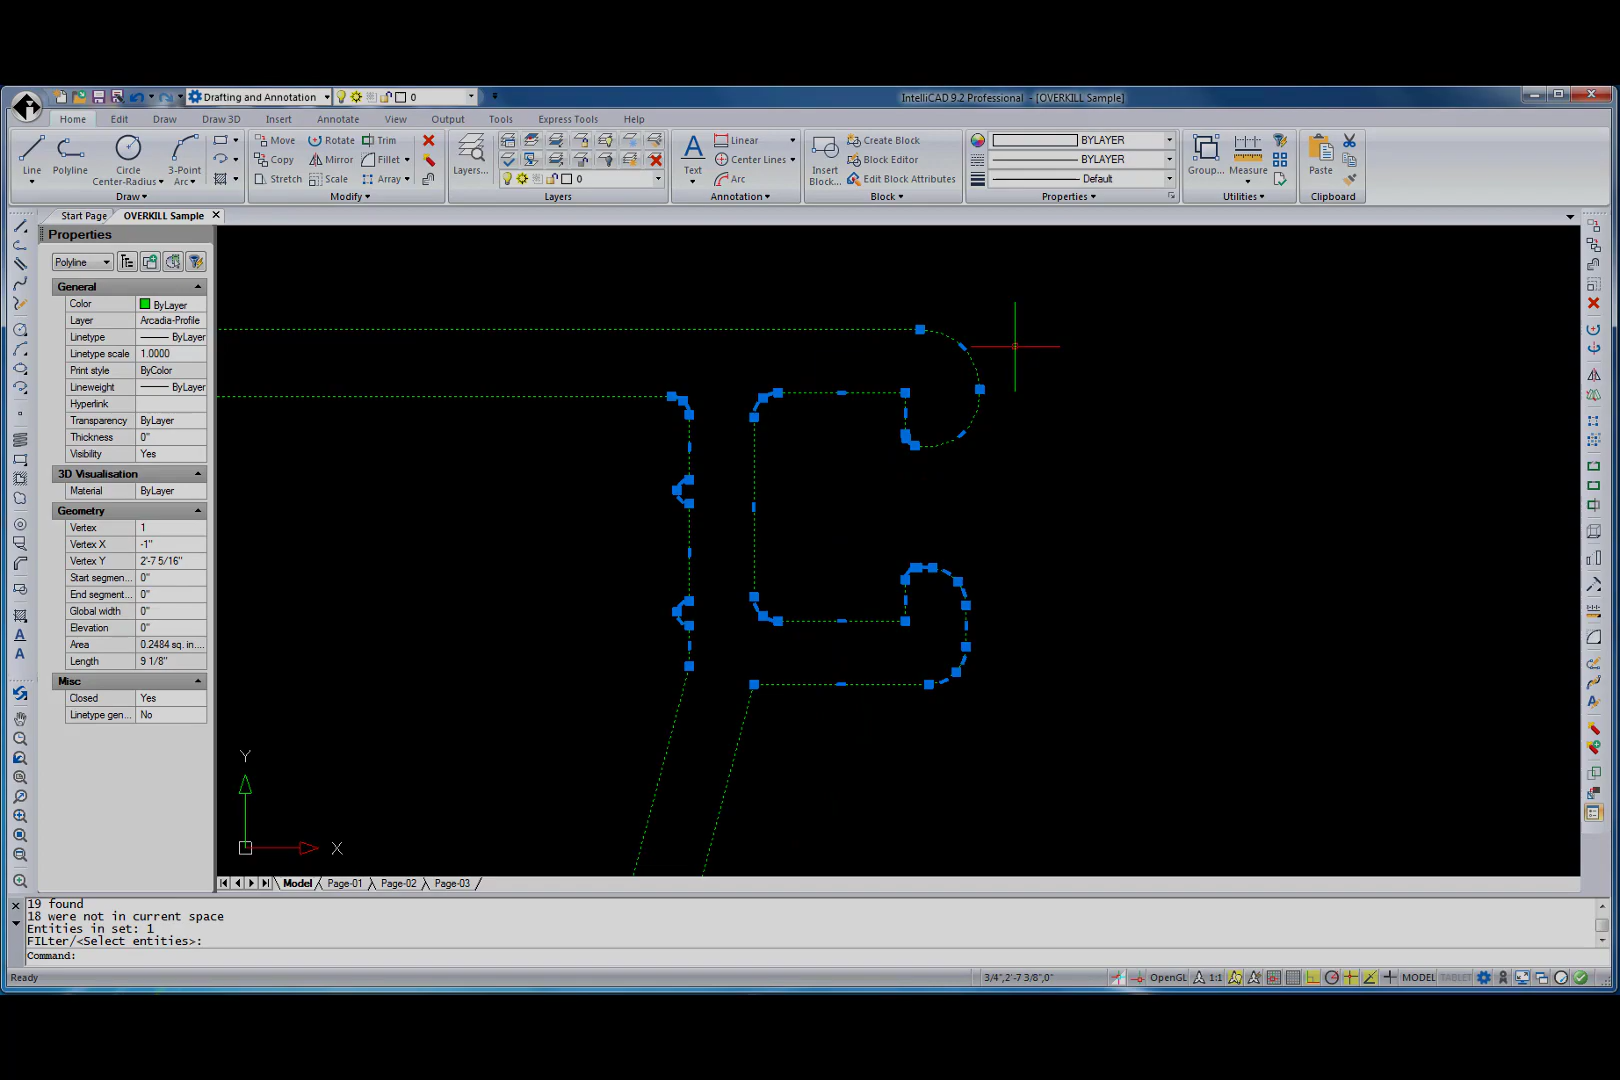 Drafting and Annotation
0
IntelliCAD 9.2 Professional - [OVERKILL Sample]
Home Edit Draw Draw 3D Insert Annotate View Output Tools Express Tools Help
Line
Polyline
Circle
Center-Radius
3-Point
Arc
Draw
Move Rotate Trim
Copy Mirror Fillet
Stretch Scale Array
Modify
Layers...
0
Layers
Text
Linear
Center Lines
Arc
Annotation
Insert
Block...
Create Block
Block Editor
Edit Block Attributes
Block
BYLAYER
BYLAYER
Default
Properties
Group...
Measure
Utilities
Paste
Clipboard
Start Page OVERKILL Sample
Properties
Polyline
General
Color ByLayer
Layer Arcadia-Profile
Linetype ByLayer
Linetype scale 1.0000
Print style ByColor
Lineweight ByLayer
Hyperlink
Transparency ByLayer
Thickness 0"
Visibility Yes
3D Visualisation
Material ByLayer
Geometry
Vertex 1
Vertex X -1"
Vertex Y 2'-7 5/16"
Start segmen... 0"
End segmen... 0"
Global width 0"
Elevation 0"
Area 0.2484 sq. in....
Length 9 1/8"
Misc
Closed Yes
Linetype gen... No
Y
X
Model Page-01 Page-02 Page-03
19 found
18 were not in current space
Entities in set: 1
FILter/<Select entities>:
Command:
Ready
3/4",2'-7 3/8",0"
OpenGL
1:1
MODEL
TABLET